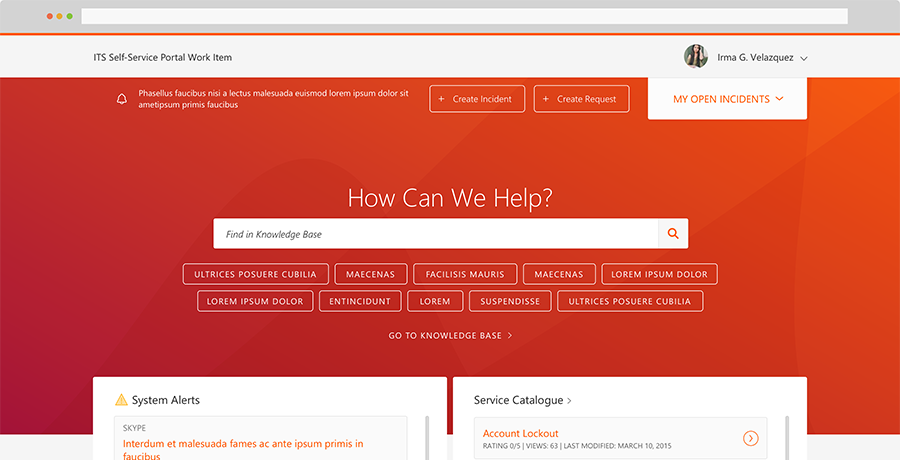 ITS Self-Service Portal Work Item
Irma G. Velazquez
Phasellus faucibus nisi a lectus malesuada euismod lorem ipsum dolor sit
ametipsum primis faucibus
+ Create Incident
+ Create Request
MY OPEN INCIDENTS
How Can We Help?
Find in Knowledge Base
ULTRICES POSUERE CUBILIA
MAECENAS
FACILISIS MAURIS
MAECENAS
LOREM IPSUM DOLOR
LOREM IPSUM DOLOR
ENTINCIDUNT
LOREM
SUSPENDISSE
ULTRICES POSUERE CUBILIA
GO TO KNOWLEDGE BASE >
System Alerts
SKYPE
Interdum et malesuada fames ac ante ipsum primis in
faucibus
Service Catalogue >
Account Lockout
RATING 0/5 | VIEWS: 63 | LAST MODIFIED: MARCH 10, 2015